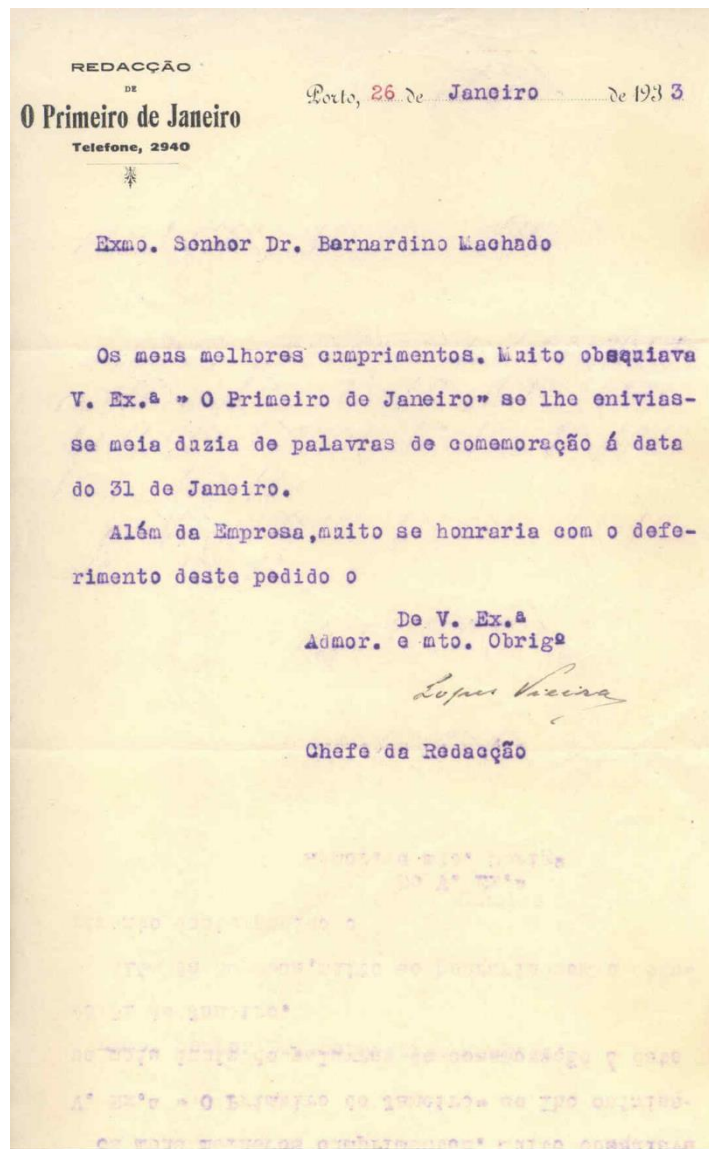 REDACÇÃO
DE
O Primeiro de Janeiro
Telefone, 2940
Porto, 26 de Janeiro de 1933
Exmo. Senhor Dr. Bernardino Machado
Os meus melhores cumprimentos. Muito obsequiava
V. Ex.ª " O Primeiro de Janeiro" se lhe enivias-
se meia duzia de palavras de comemoração á data
do 31 de Janeiro.
Além da Empresa,muito se honraria com o defe-
rimento deste pedido o
De V. Ex.ª
Admor. e mto. Obrigº
Lopes Vieira
Chefe da Redacção